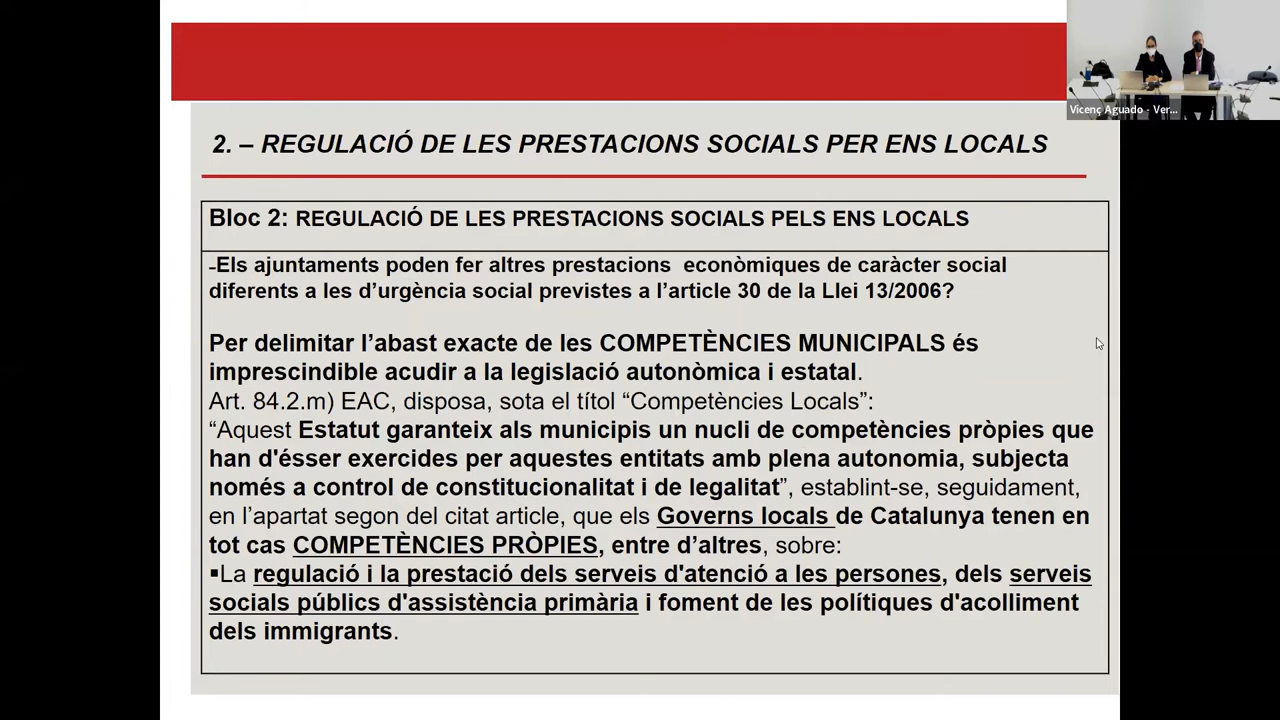 Vicenç Aguado - Ver...
2. – REGULACIÓ DE LES PRESTACIONS SOCIALS PER ENS LOCALS
Bloc 2: REGULACIÓ DE LES PRESTACIONS SOCIALS PELS ENS LOCALS
-Els ajuntaments poden fer altres prestacions  econòmiques de caràcter social
diferents a les d’urgència social previstes a l’article 30 de la Llei 13/2006?
Per delimitar l’abast exacte de les COMPETÈNCIES MUNICIPALS és
imprescindible acudir a la legislació autonòmica i estatal.
Art. 84.2.m) EAC, disposa, sota el títol “Competències Locals”:
“Aquest Estatut garanteix als municipis un nucli de competències pròpies que
han d'ésser exercides per aquestes entitats amb plena autonomia, subjecta
només a control de constitucionalitat i de legalitat”, establint-se, seguidament,
en l’apartat segon del citat article, que els Governs locals de Catalunya tenen en
tot cas COMPETÈNCIES PRÒPIES, entre d’altres, sobre:
▪La regulació i la prestació dels serveis d'atenció a les persones, dels serveis
socials públics d'assistència primària i foment de les polítiques d'acolliment
dels immigrants.